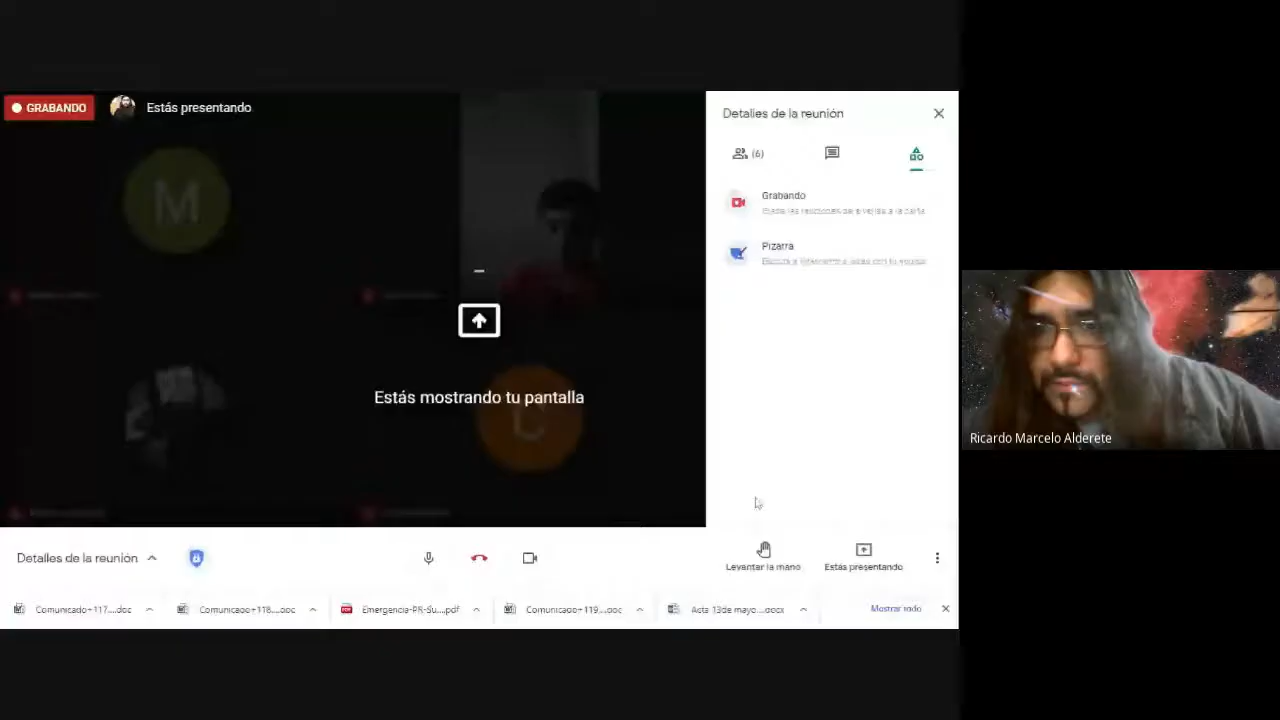 GRABANDO
Estás presentando
M
C
Estás mostrando tu pantalla
Detalles de la reunión
(6)
Grabando
Pizarra
Ricardo Marcelo Alderete
Detalles de la reunión
Levantar la mano
Estás presentando
Comunicado+117....doc
Comunicado+118....doc
Emergencia-PR-Su....pdf
Comunicado+119....doc
Acta 13de mayo....docx
Mostrar todo